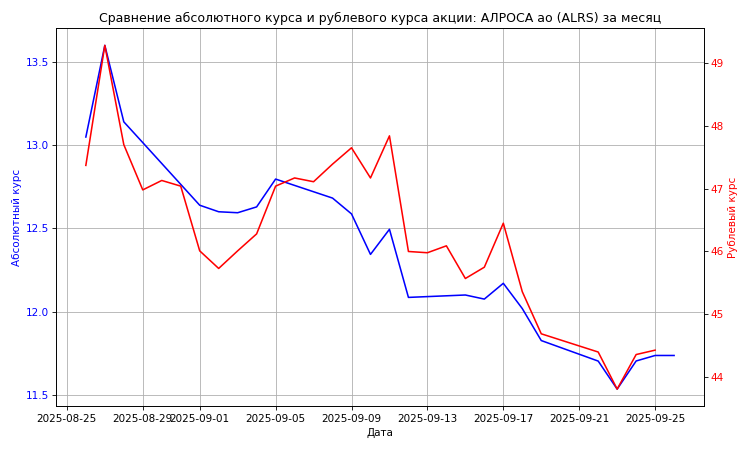 Сравнение абсолютного курса и рублевого курса акции: АЛРОСА ао (ALRS) за месяц
Абсолютный курс
13.5
13.0
12.5
12.0
11.5
49
48
47
46
45
44
Рублевый курс
2025-08-25 2025-08-29 2025-09-01 2025-09-05 2025-09-09 2025-09-13 2025-09-17 2025-09-21 2025-09-25
Дата